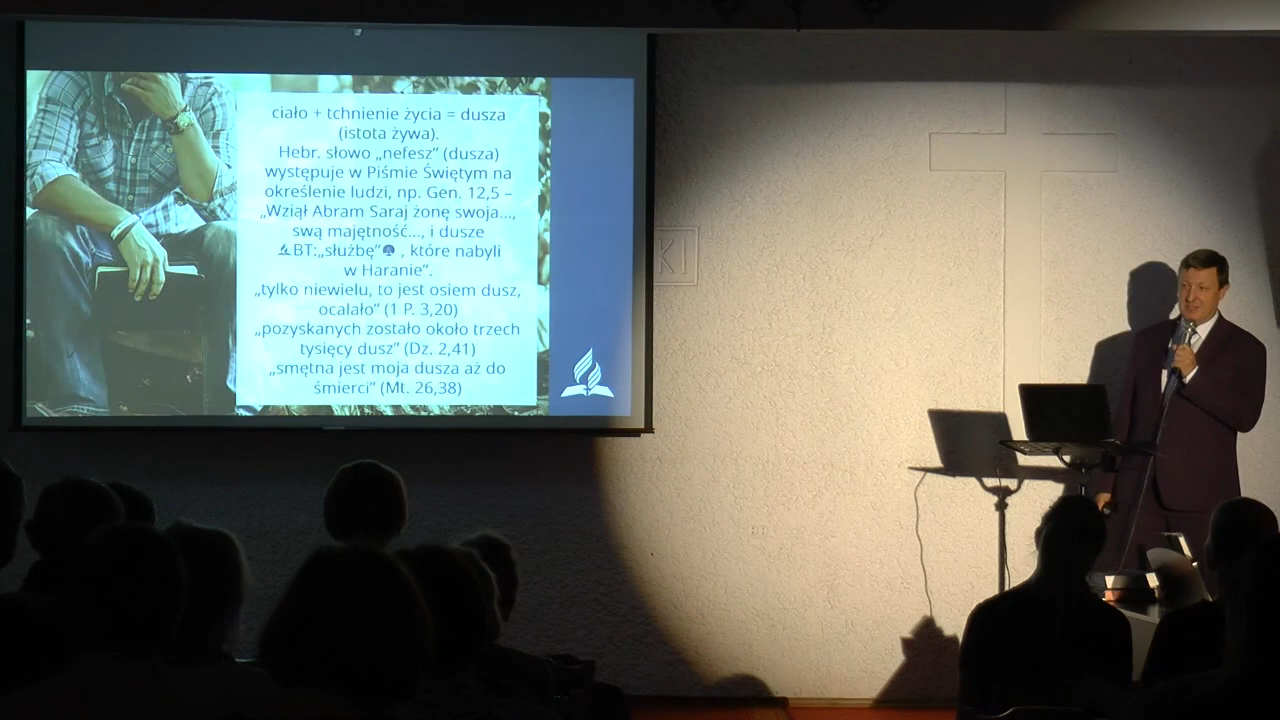 ciało + tchnienie życia = dusza
(istota żywa).
Hebr. słowo „nefesz” (dusza)
występuje w Piśmie Świętym na
określenie ludzi, np. Gen. 12,5 –
„Wziął Abram Saraj żonę swoja...,
swą majętność..., i dusze
BT:„służbę” , które nabyli
w Haranie”.
„tylko niewielu, to jest osiem dusz,
ocalało” (1 P. 3,20)
„pozyskanych zostało około trzech
tysięcy dusz” (Dz. 2,41)
„smętna jest moja dusza aż do
śmierci” (Mt. 26,38)
KI